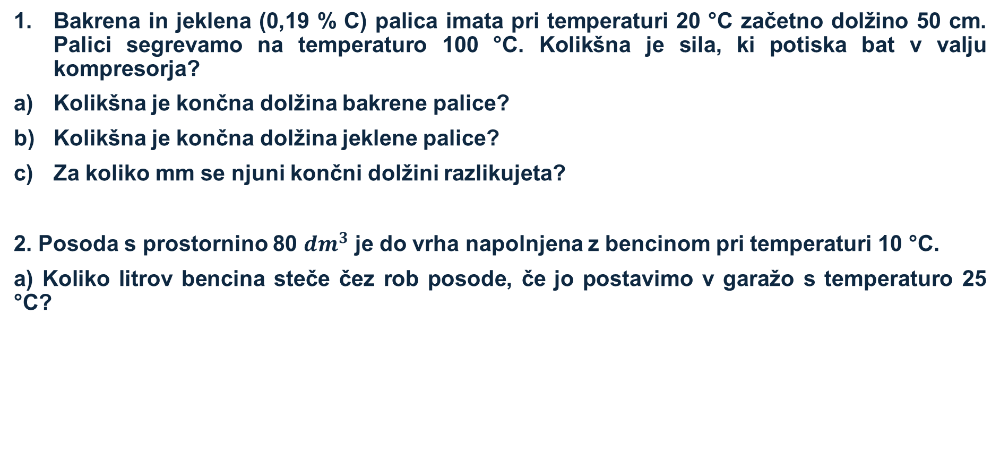 1. Bakrena in jeklena (0,19 % C) palica imata pri temperaturi 20 °C začetno dolžino 50 cm.
Palici segrevamo na temperaturo 100 °C. Kolikšna je sila, ki potiska bat v valju
kompresorja?
a) Kolikšna je končna dolžina bakrene palice?
b) Kolikšna je končna dolžina jeklene palice?
c) Za koliko mm se njuni končni dolžini razlikujeta?
2. Posoda s prostornino 80 dm³ je do vrha napolnjena z bencinom pri temperaturi 10 °C.
a) Koliko litrov bencina steče čez rob posode, če jo postavimo v garažo s temperaturo 25
°C?